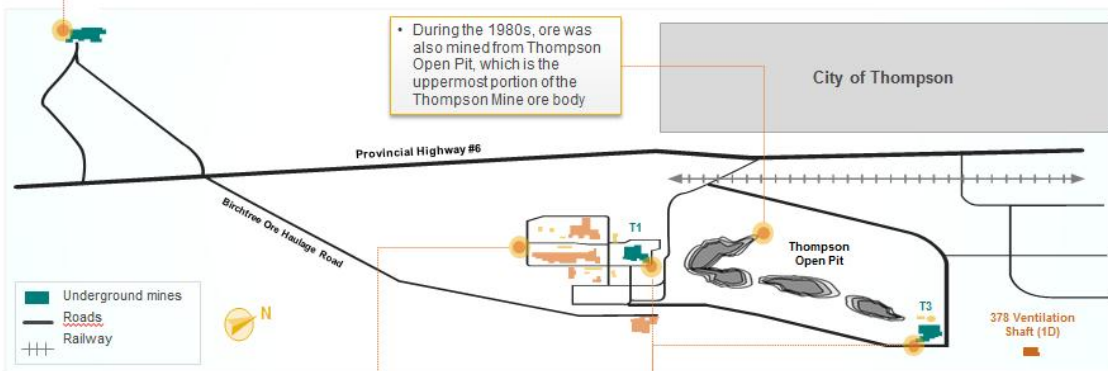 • During the 1980s, ore was
also mined from Thompson
Open Pit, which is the
uppermost portion of the
Thompson Mine ore body
City of Thompson
Provincial Highway #6
Birchtree Ore Haulage Road
T1
Thompson
Open Pit
T3
378 Ventilation
Shaft (1D)
Underground mines
Roads
Railway
N